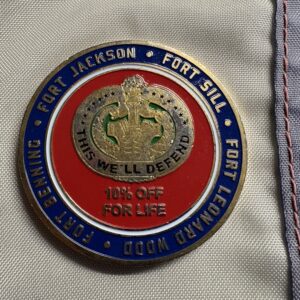 FORT JACKSON • FORT SILL • FORT LEONARD WOOD • FORT BENNING •
THIS WE'LL DEFEND
10% OFF
FOR LIFE